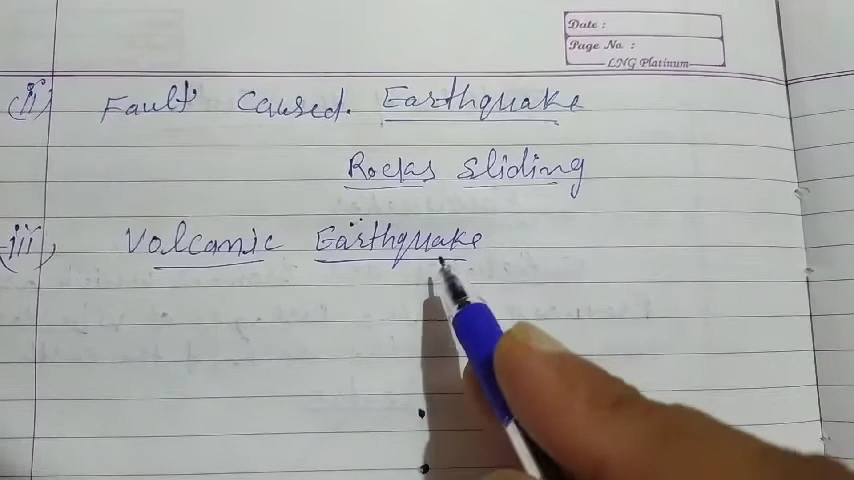 Date :
Page No :
LNG Platinum
(ii) Fault Caused. Earthquake
Rocks sliding
(iii) Volcanic Earthquake